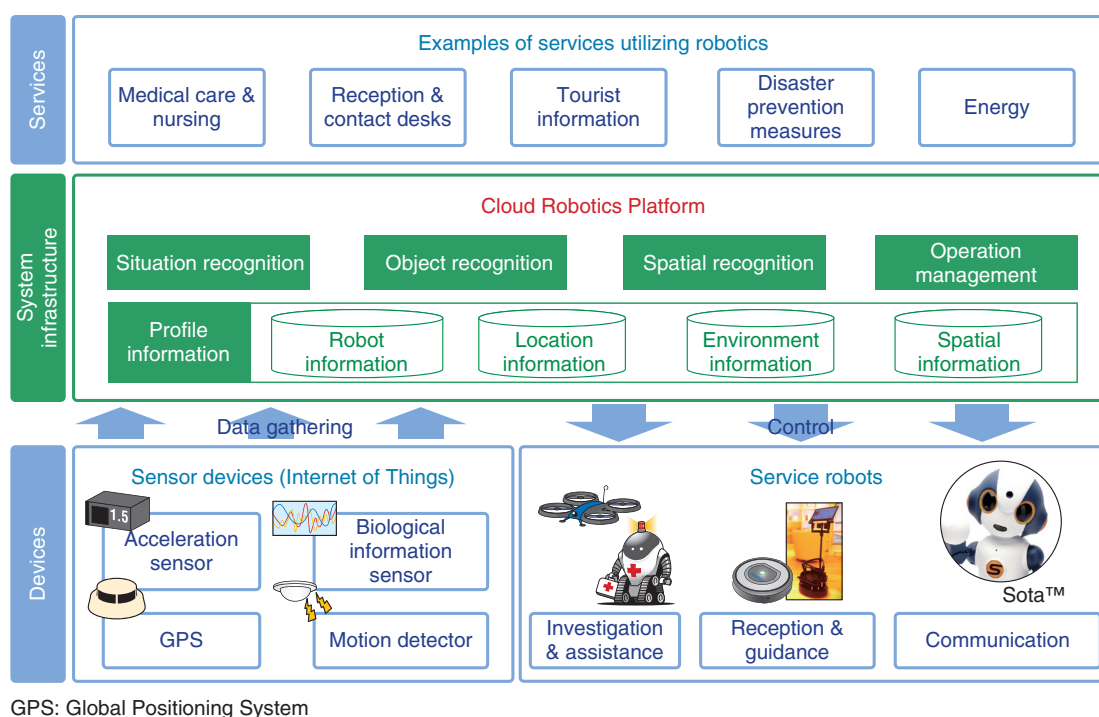 Services
Examples of services utilizing robotics
Medical care &
nursing
Reception &
contact desks
Tourist
information
Disaster
prevention
measures
Energy
System
infrastructure
Cloud Robotics Platform
Situation recognition
Object recognition
Spatial recognition
Operation
management
Profile
information
Robot
information
Location
information
Environment
information
Spatial
information
Data gathering
Control
Devices
Sensor devices (Internet of Things)
1.5
Acceleration
sensor
Biological
information
sensor
GPS
Motion detector
Service robots
S
Sota™
Investigation
& assistance
Reception &
guidance
Communication
GPS: Global Positioning System